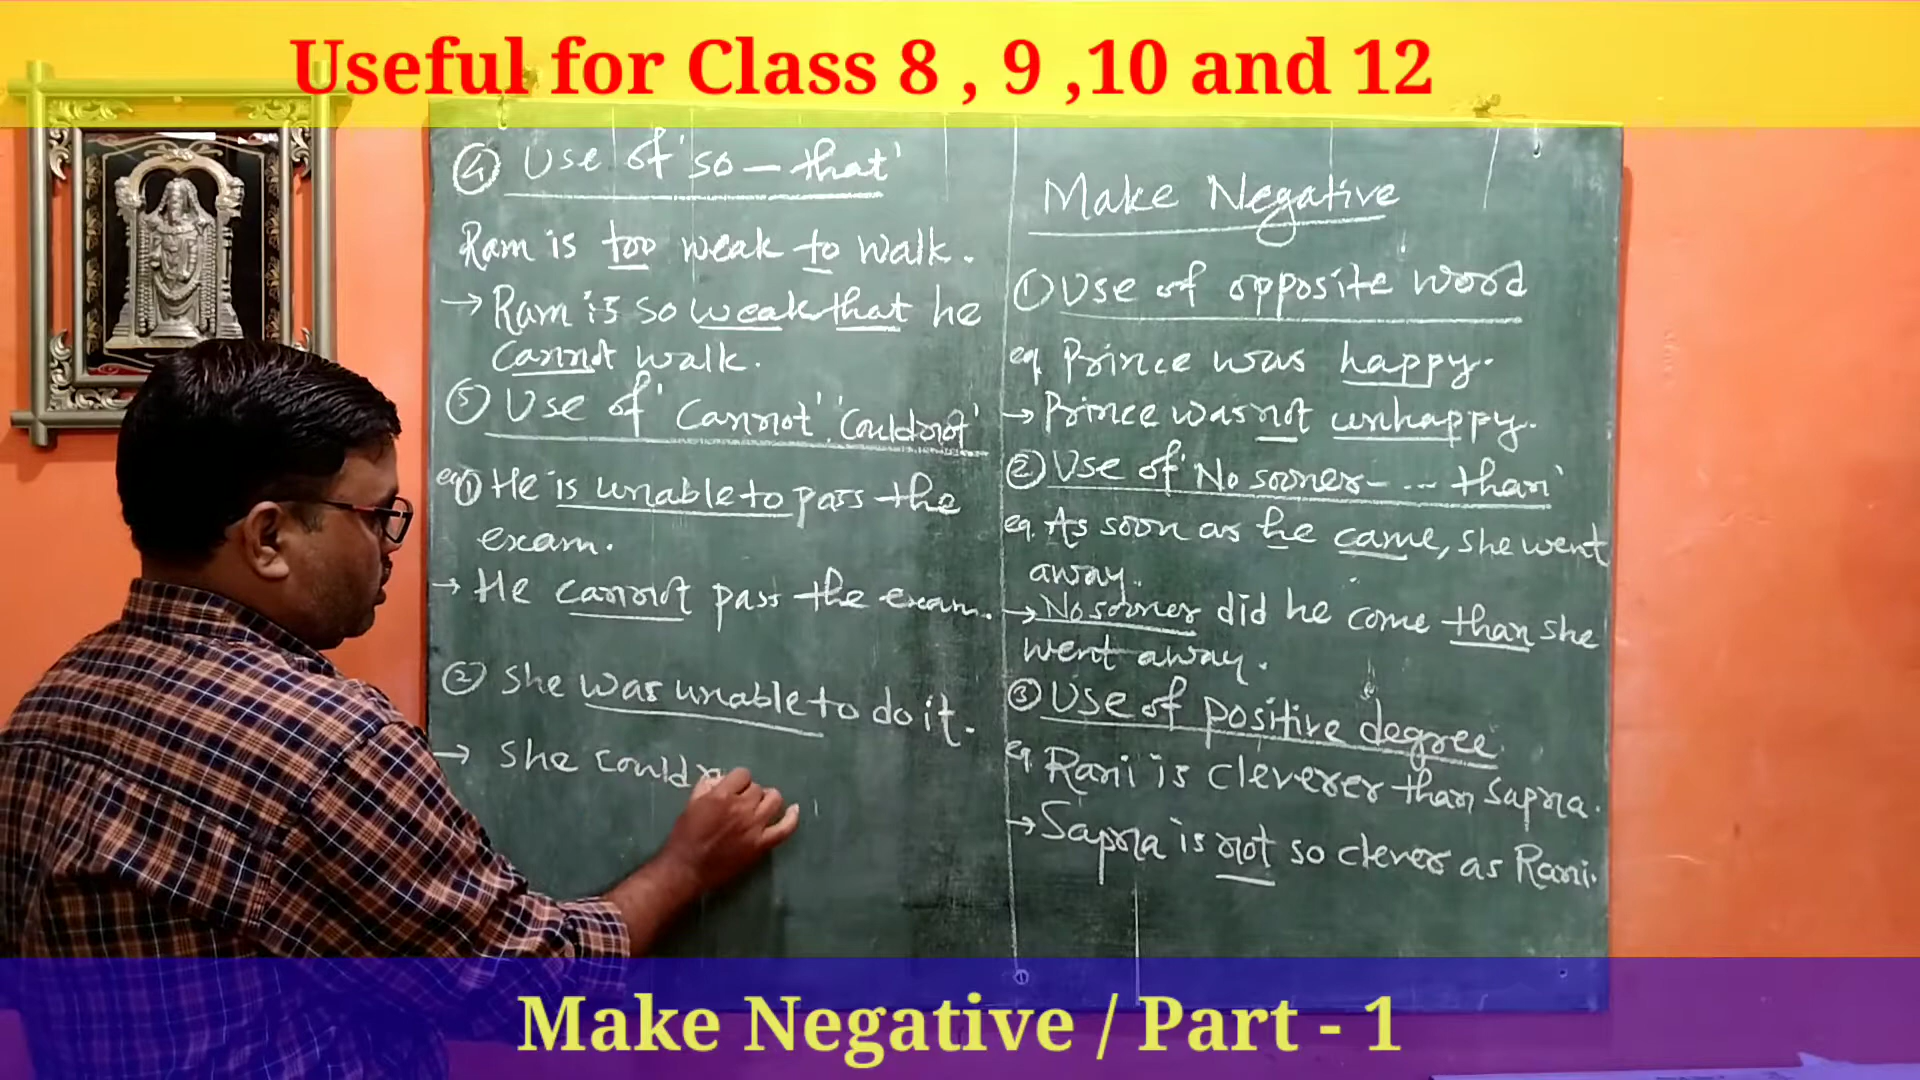 Useful for Class 8 , 9 ,10 and 12
④ Use of 'so — that'
Ram is too weak to walk.
→ Ram is so weak that he
cannot walk.
⑤ Use of 'cannot' 'couldnot'
eg ① He is unable to pass the
exam.
→ He cannot pass the exam.
② She was unable to do it.
→ She could
Make Negative
① Use of opposite word
eg Prince was happy.
→ Prince was not unhappy.
② Use of 'No sooner - ... than'
eg. As soon as he came, she went
away.
→ No sooner did he come than she
went away.
③ Use of positive degree
eg Rani is cleverer than Sapna.
→ Sapna is not so clever as Rani.
Make Negative / Part - 1